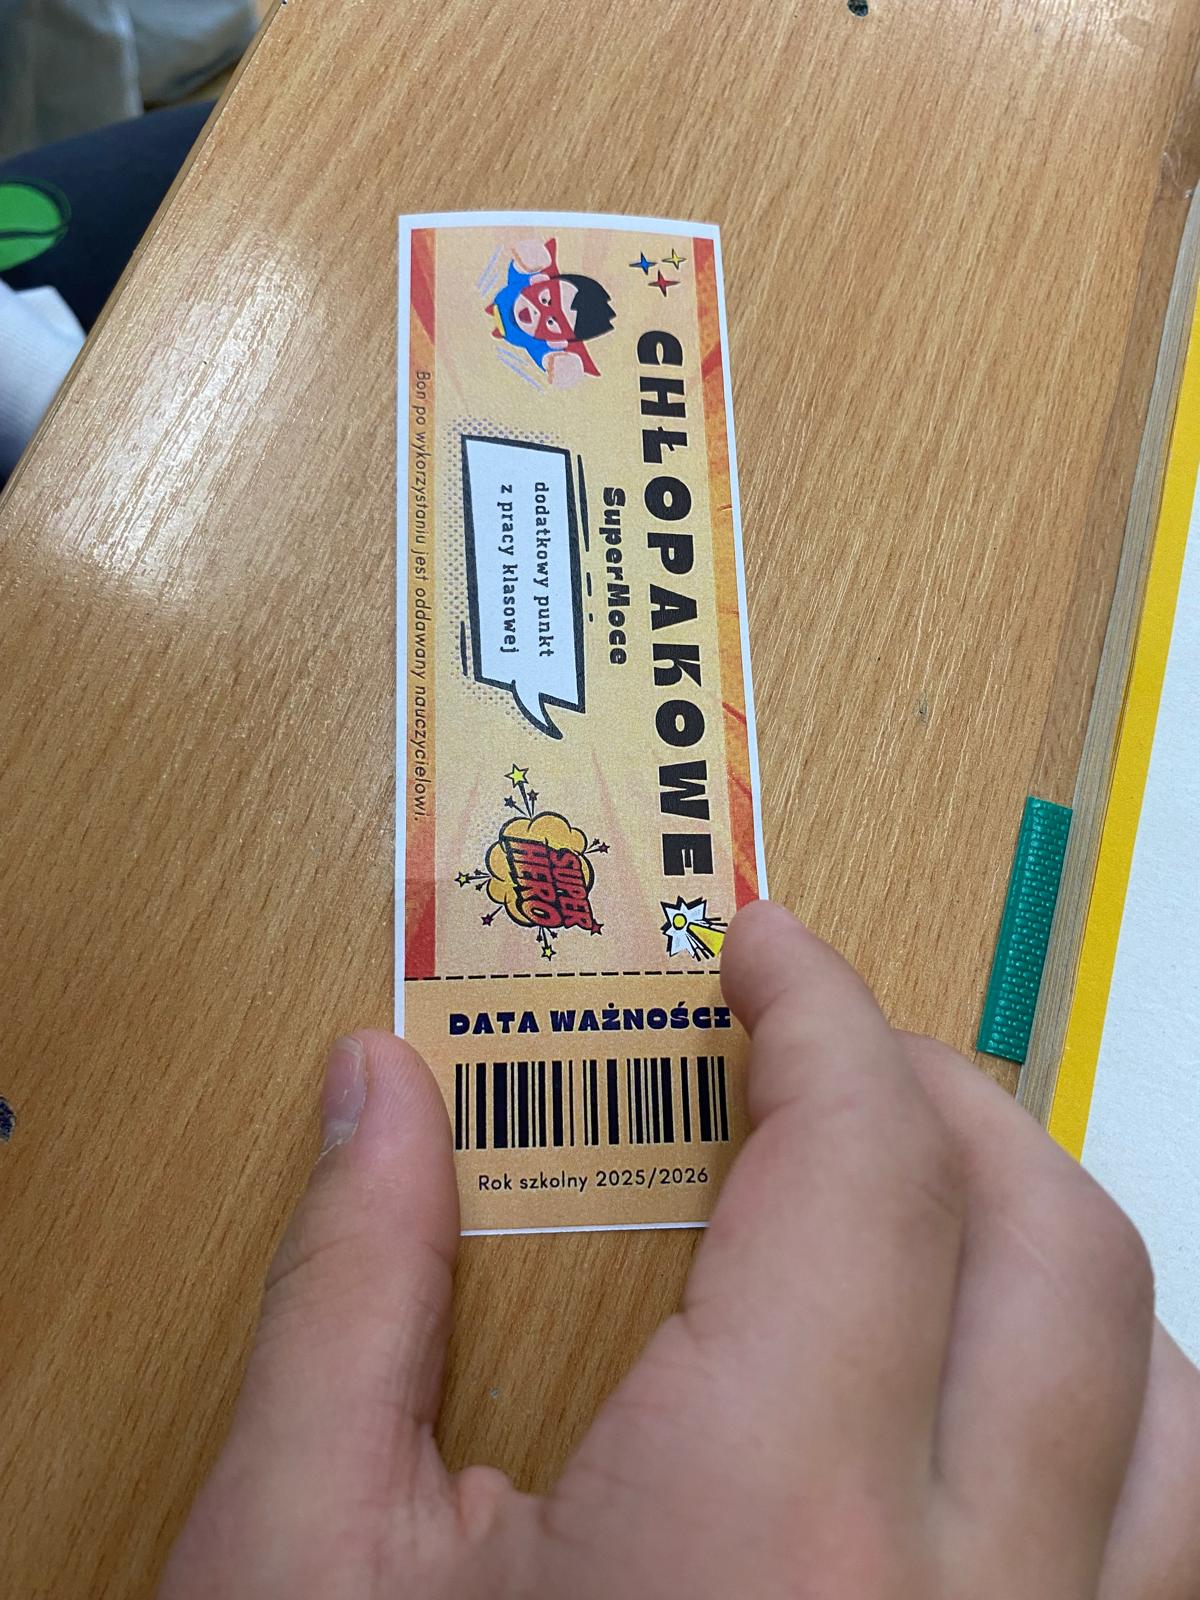 CHŁOPAKOWE
SuperMoce
dodatkowy punkt
z pracy klasowej
SUPER
HERO
Bon po wykorzystaniu jest oddawany nauczycielowi.
DATA WAŻNOŚCI
Rok szkolny 2025/2026